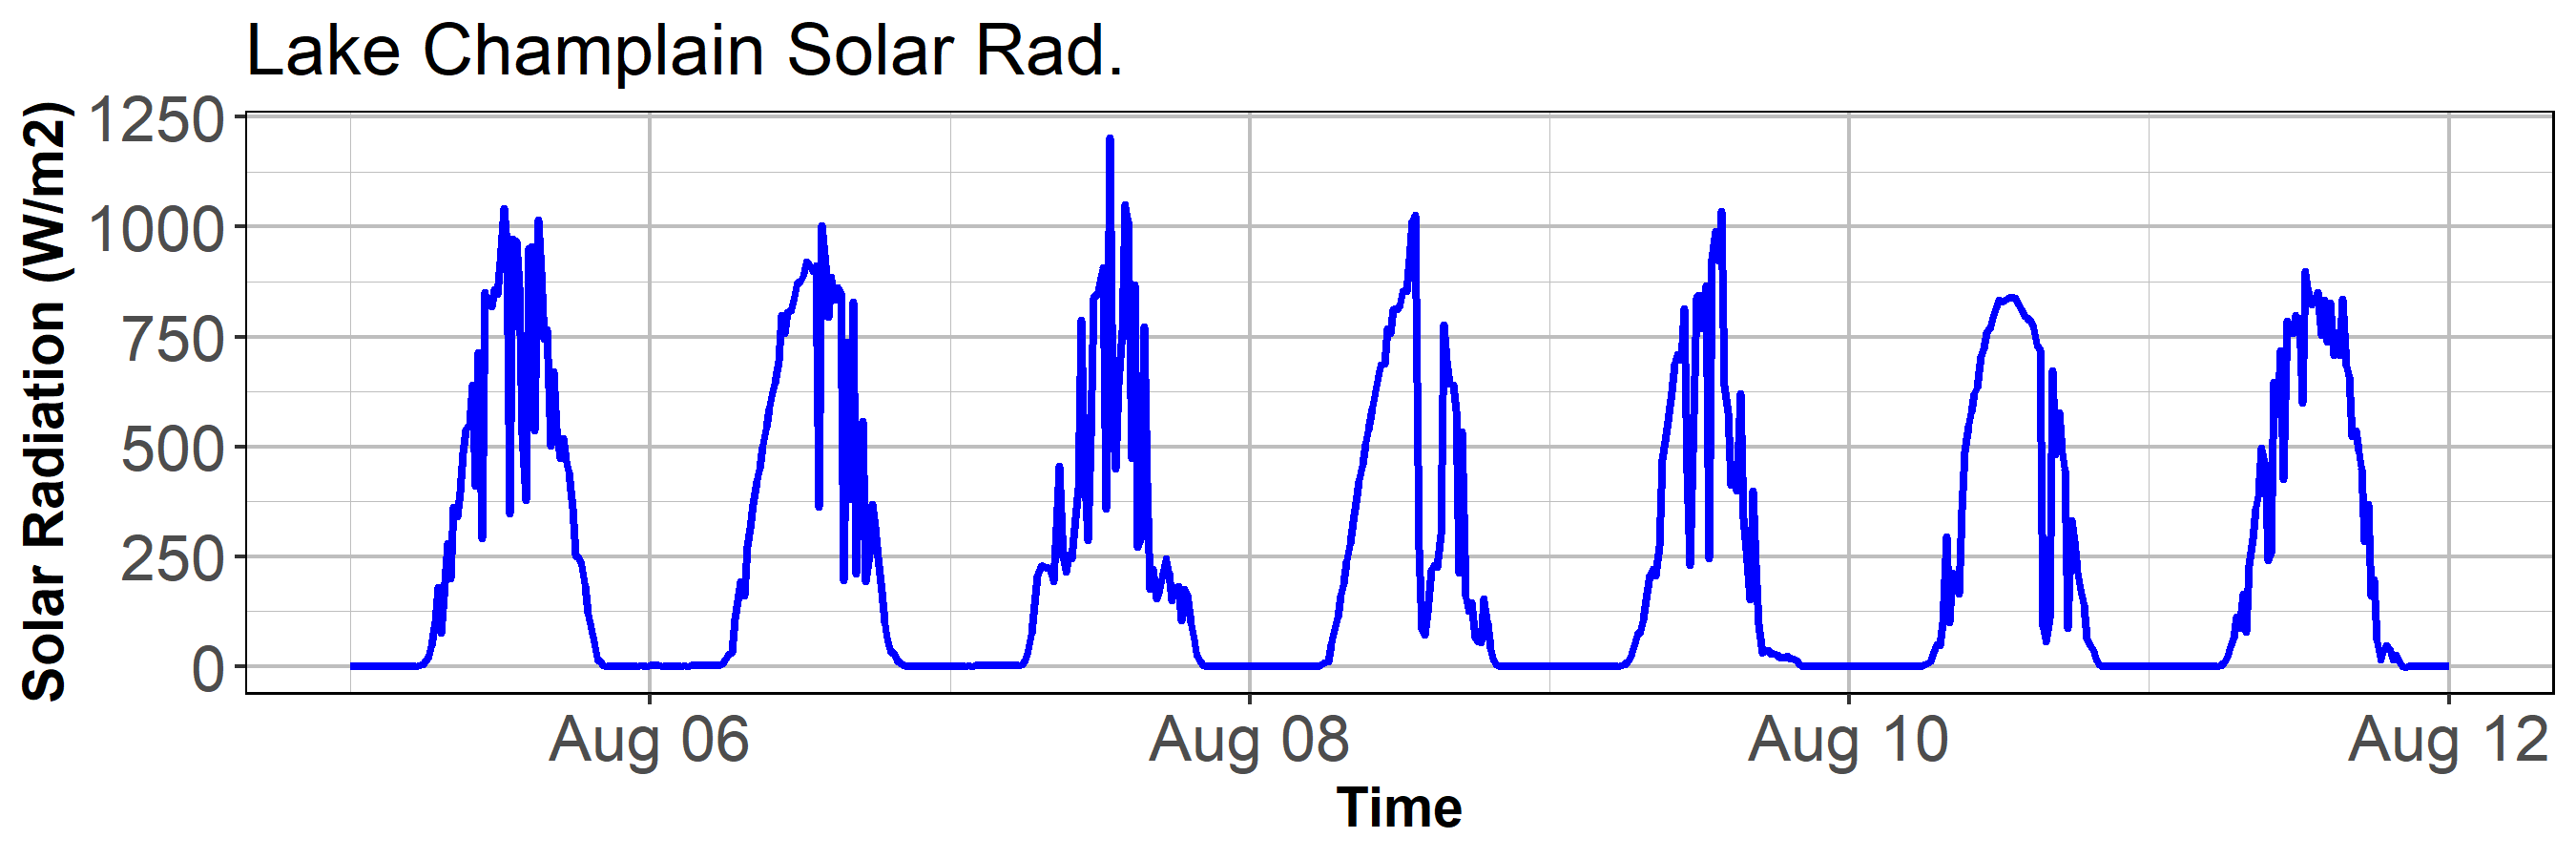 Lake Champlain Solar Rad.
Solar Radiation (W/m2)
1250
1000
750
500
250
0
Aug 06 Aug 08 Aug 10 Aug 12
Time